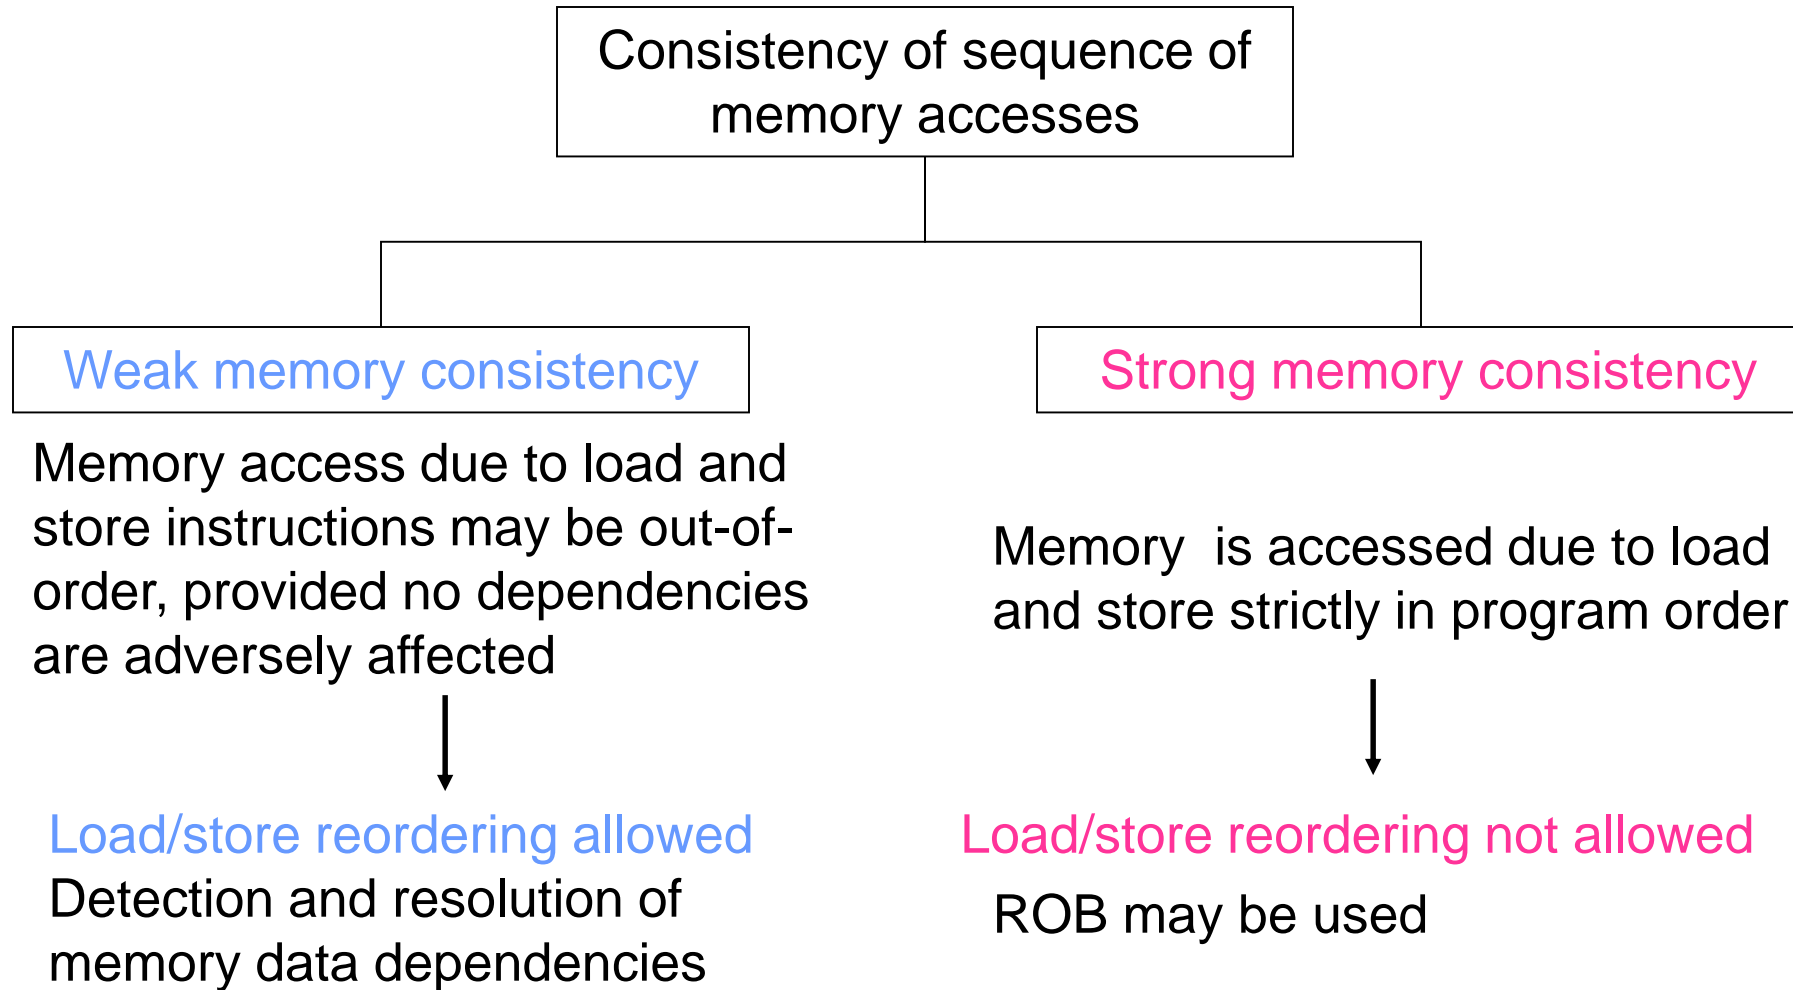 Consistency of sequence of
memory accesses
Weak memory consistency
Memory access due to load and
store instructions may be out-of-
order, provided no dependencies
are adversely affected
Load/store reordering allowed
Detection and resolution of
memory data dependencies
Strong memory consistency
Memory  is accessed due to load
and store strictly in program order
Load/store reordering not allowed
ROB may be used